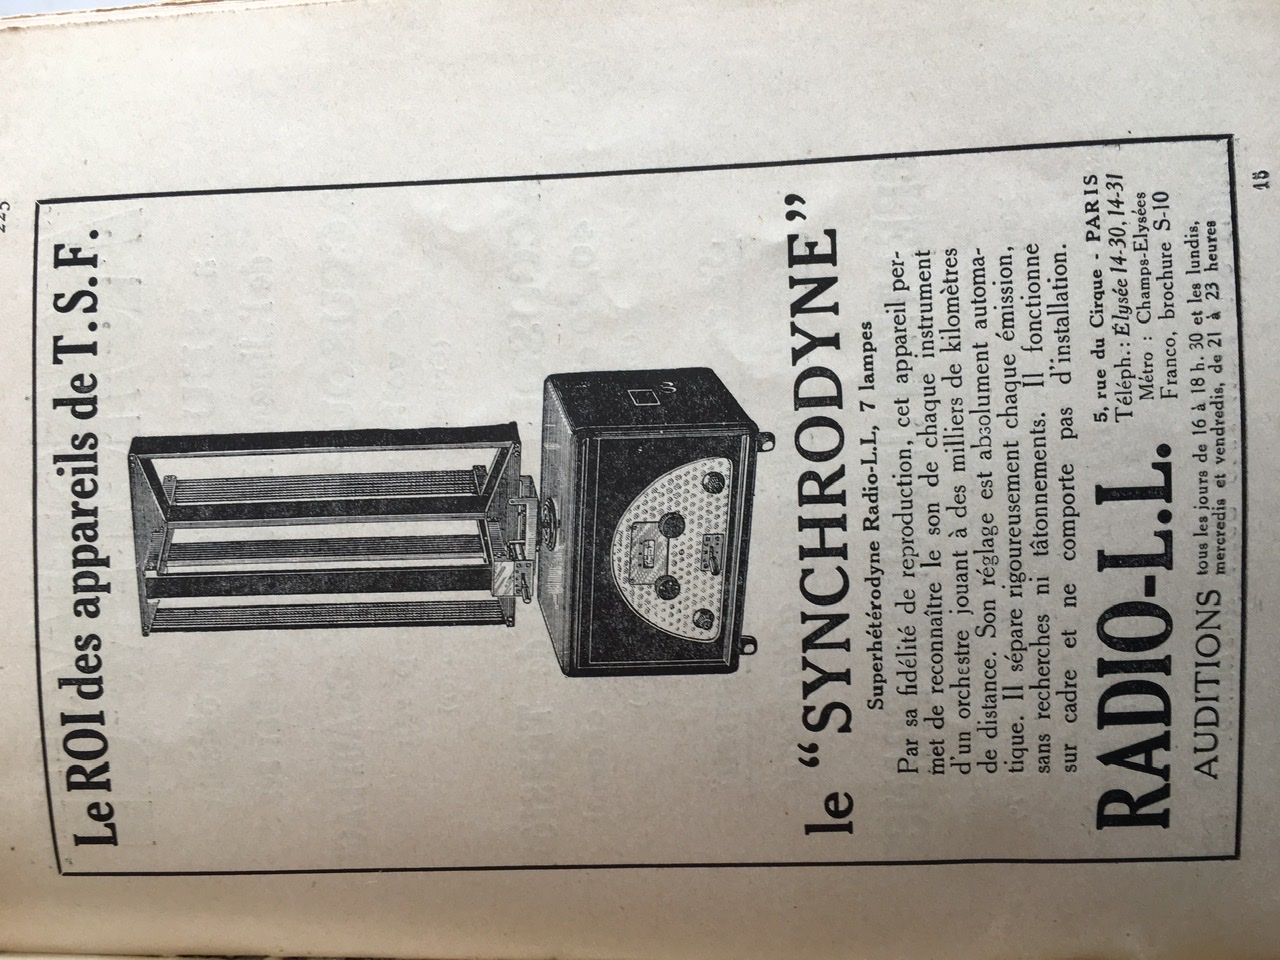 Le ROI des appareils de T.S.F.
le “SYNCHRODYNE”
Superhétérodyne Radio-L.L, 7 lampes
Par sa fidélité de reproduction, cet appareil per-
met de reconnaître le son de chaque instrument
d'un orchestre jouant à des milliers de kilomètres
de distance. Son réglage est absolument automa-
tique. Il sépare rigoureusement chaque émission,
sans recherches ni tâtonnements. Il fonctionne
sur cadre et ne comporte pas d'installation.
RADIO-L.L.
5, rue du Cirque - PARIS
Téléph.: Élysée 14-30, 14-31
Métro : Champs-Elysées
Franco, brochure S-10
AUDITIONS tous les jours de 16 à 18 h. 30 et les lundis,
mercredis et vendredis, de 21 à 23 heures
15